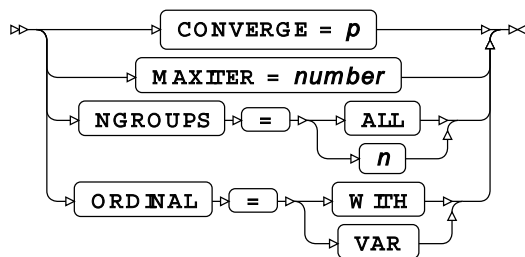 CONVERGE = p
MAXITER = number
NGROUPS = ALL
n
ORDINAL = WITH
VAR